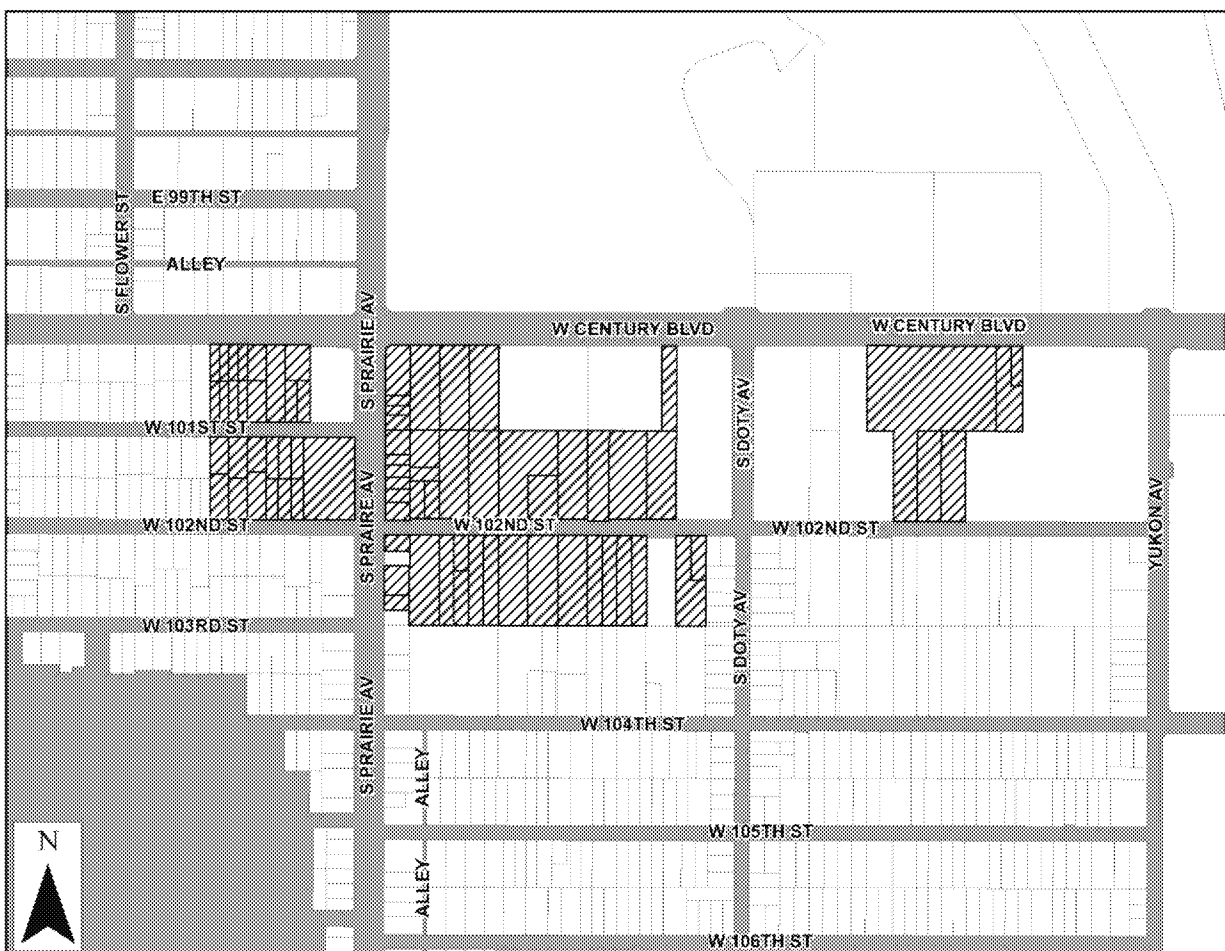 E 99TH ST
S FLOWER ST
ALLEY
S PRAIRIE AV
W CENTURY BLVD
W CENTURY BLVD
W 101ST ST
S DOTY AV
W 102ND ST
S PRAIRE AV
W 102ND ST
W 102ND ST
YUKON AV
W 103RD ST
S DOTY AV
S PRAIRIE AV
W 104TH ST
ALLEY
W 105TH ST
N
ALLEY
W 106TH ST